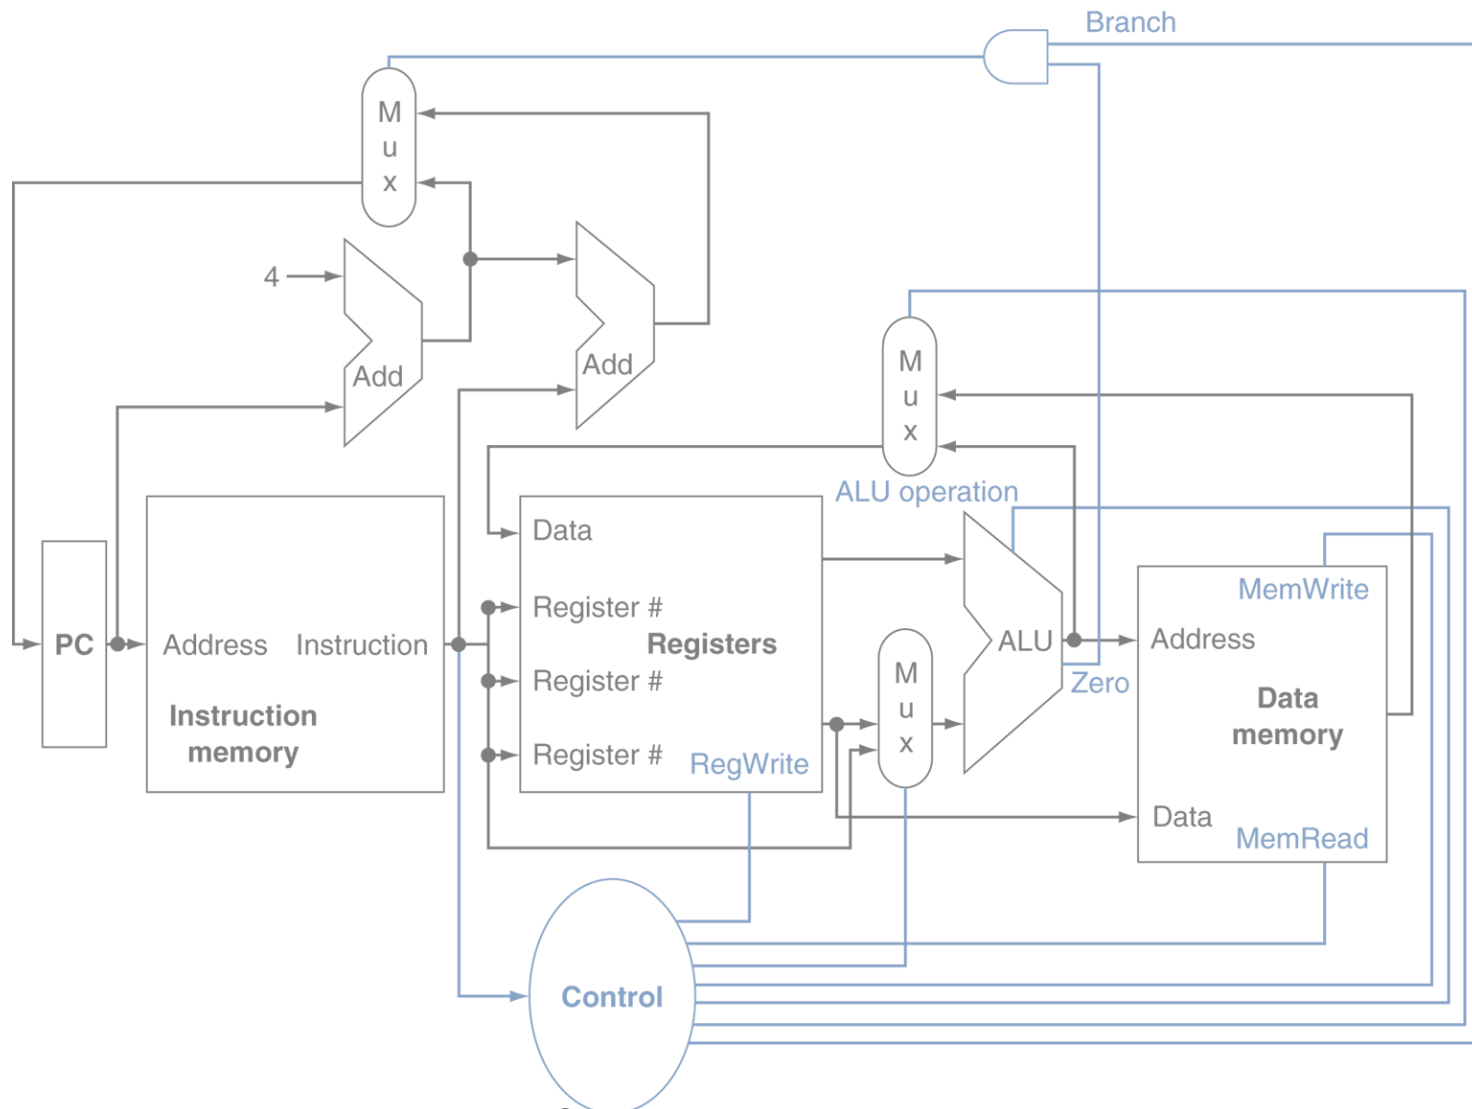 Branch
M
u
x
4
Add
Add
M
u
x
ALU operation
Data
Register #
Registers
Register #
Register #
RegWrite
PC
Address
Instruction
Instruction
memory
M
u
x
ALU
Zero
MemWrite
Address
Data
memory
Data
MemRead
Control